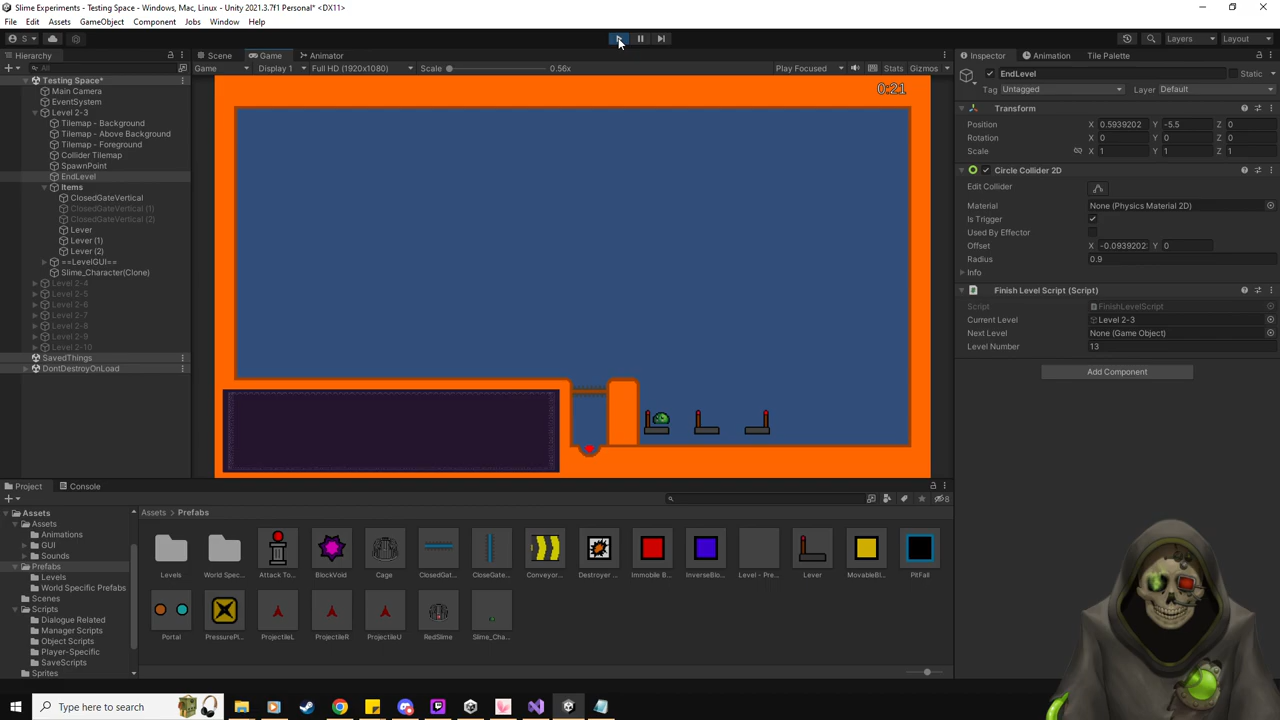 Slime Experiments - Testing Space - Windows, Mac, Linux - Unity 2021.3.7f1 Personal* <DX11>
File Edit Assets GameObject Component Jobs Window Help
S
Layers Layout
Hierarchy
All
Testing Space*
Main Camera
EventSystem
Level 2-3
Tilemap - Background
Tilemap - Above Background
Tilemap - Foreground
Collider Tilemap
SpawnPoint
EndLevel
Items
ClosedGateVertical
ClosedGateVertical (1)
ClosedGateVertical (2)
Lever
Lever (1)
Lever (2)
==LevelGUI==
Slime_Character(Clone)
Level 2-4
Level 2-5
Level 2-6
Level 2-7
Level 2-8
Level 2-9
Level 2-10
SavedThings
DontDestroyOnLoad
Scene Game Animator
Game Display 1 Full HD (1920x1080) Scale 0.56x Play Focused Stats Gizmos
0:21
Inspector Animation Tile Palette
EndLevel Static
Tag Untagged Layer Default
Transform
Position X 0.5939202 Y -5.5 Z 0
Rotation X 0 Y 0 Z 0
Scale X 1 Y 1 Z 1
Circle Collider 2D
Edit Collider
Material None (Physics Material 2D)
Is Trigger
Used By Effector
Offset X -0.0939202: Y 0
Radius 0.9
Info
Finish Level Script (Script)
Script FinishLevelScript
Current Level Level 2-3
Next Level None (Game Object)
Level Number 13
Add Component
Project Console
8
Assets
Assets
Animations
GUI
Sounds
Prefabs
Levels
World Specific Prefabs
Scenes
Scripts
Dialogue Related
Manager Scripts
Object Scripts
Player-Specific
SaveScripts
Sprites
Assets > Prefabs
Levels World Spec... Attack To... BlockVoid Cage ClosedGat... CloseGate... Conveyor... Destroyer ... Immobile B... InverseBlo... Level - Pre... Lever MovableBl... PitFall
Portal PressurePl... ProjectileL ProjectileR ProjectileU RedSlime Slime_Cha...
Type here to search